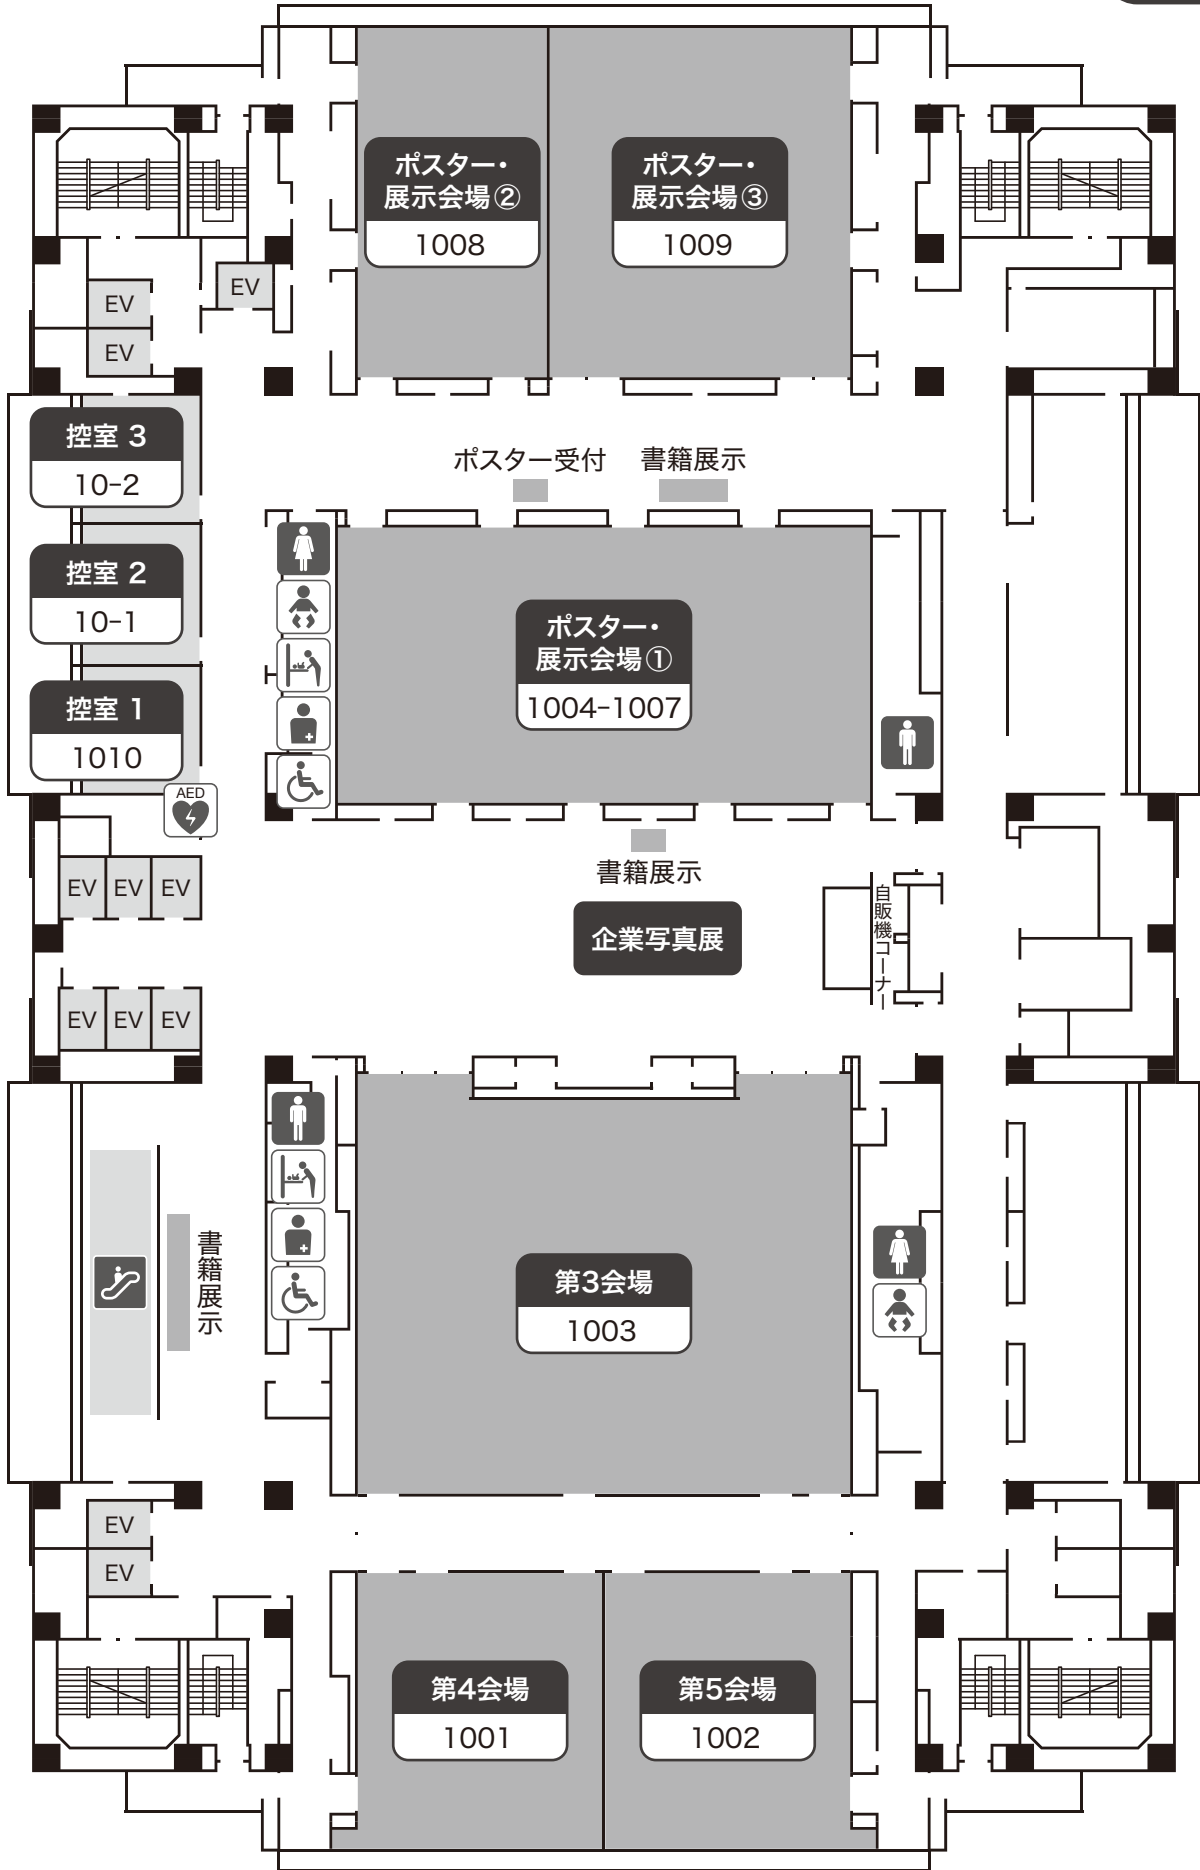 ポスター・
展示会場②
1008
ポスター・
展示会場③
1009
EV
EV
EV
控室 3
10-2
ポスター受付
書籍展示
控室 2
10-1
ポスター・
展示会場①
1004-1007
控室 1
1010
AED
書籍展示
EV
EV
EV
企業写真展
自販機コーナー
EV
EV
EV
書籍展示
第3会場
1003
EV
EV
第4会場
1001
第5会場
1002